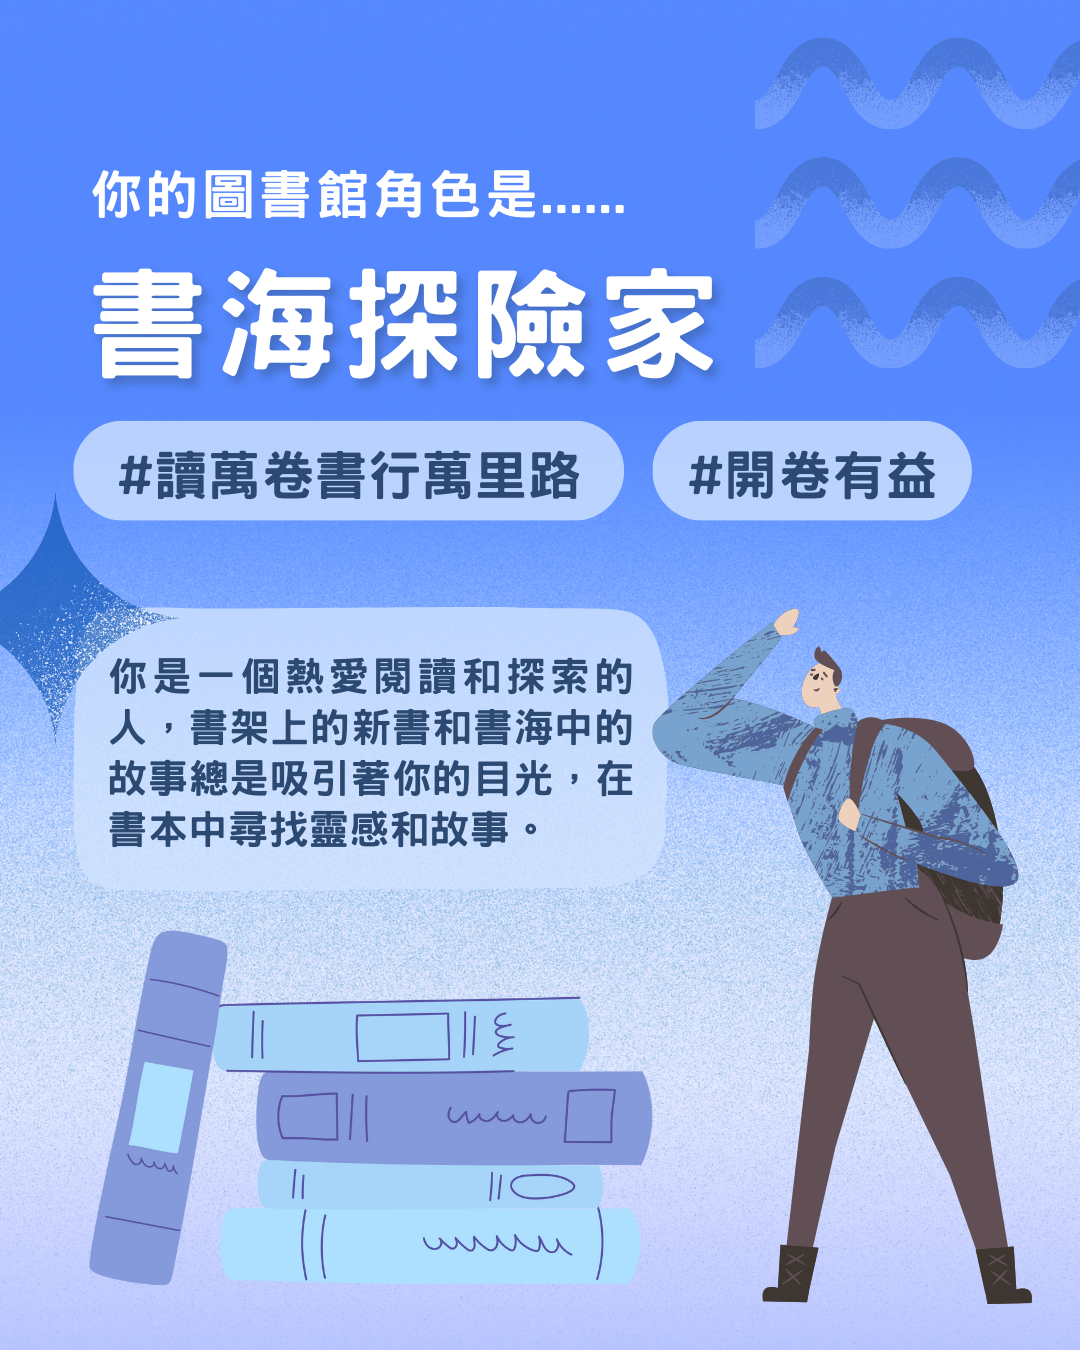 你的圖書館角色是......
書海探險家
#讀萬卷書行萬里路
#開卷有益
你是一個熱愛閱讀和探索的
人，書架上的新書和書海中的
故事總是吸引著你的目光，在
書本中尋找靈感和故事。